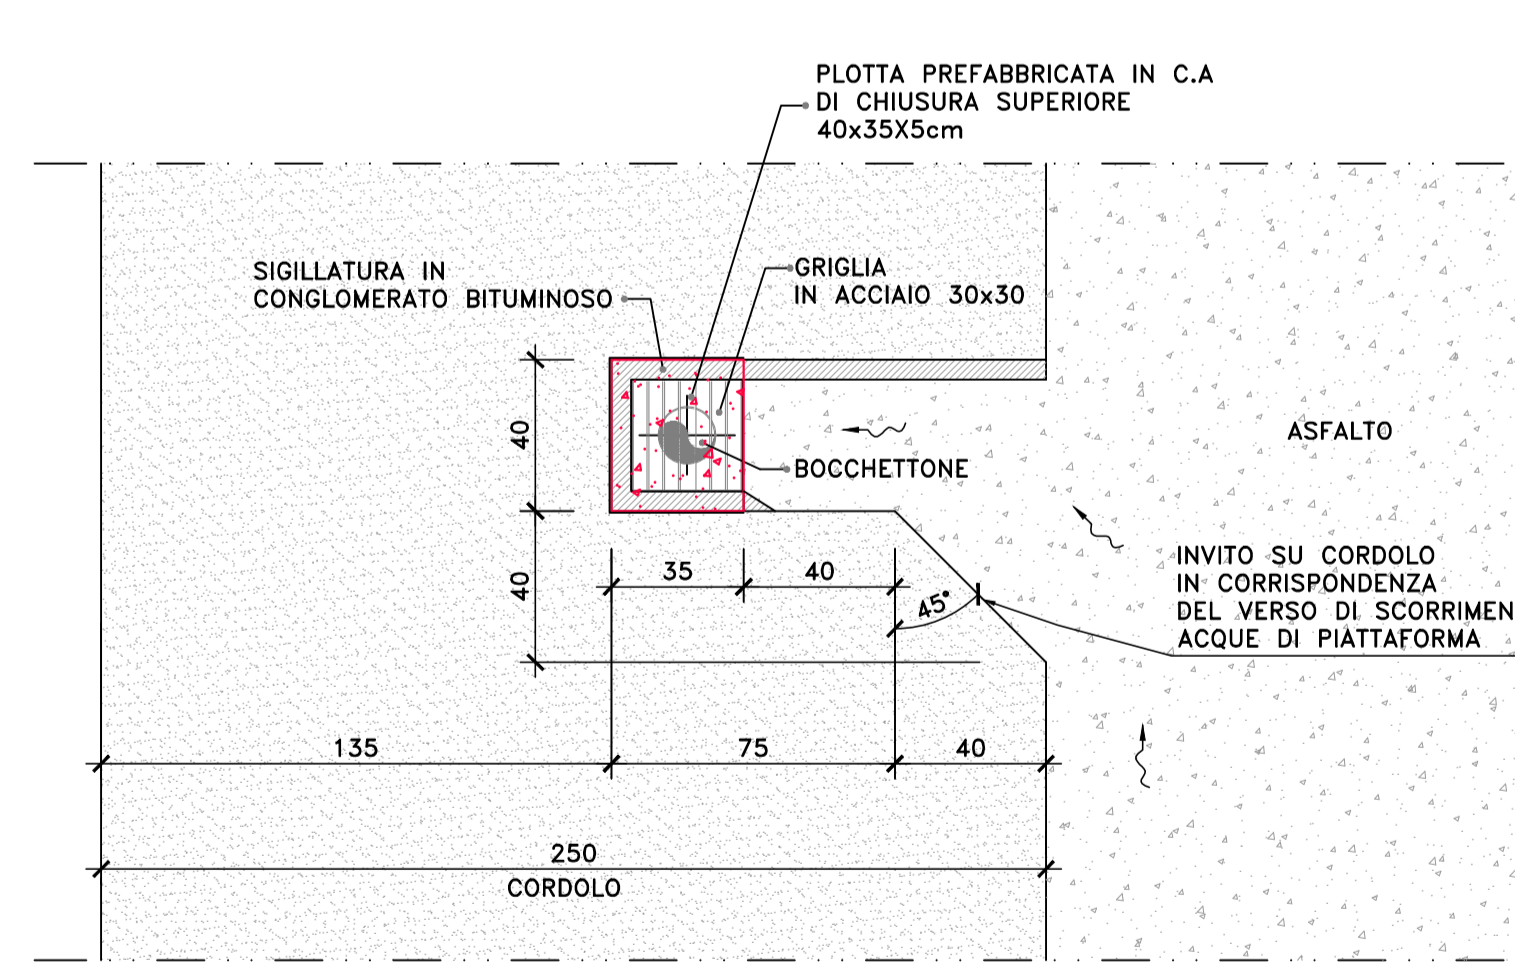 PLOTTA PREFABBRICATA IN C.A
DI CHIUSURA SUPERIORE
40x35X5cm
SIGILLATURA IN
CONGLOMERATO BITUMINOSO
GRIGLIA
IN ACCIAIO 30x30
40
ASFALTO
BOCCHETTONE
40
35
40
45°
INVITO SU CORDOLO
IN CORRISPONDENZA
DEL VERSO DI SCORRIMEN
ACQUE DI PIATTAFORMA
135
75
40
250
CORDOLO